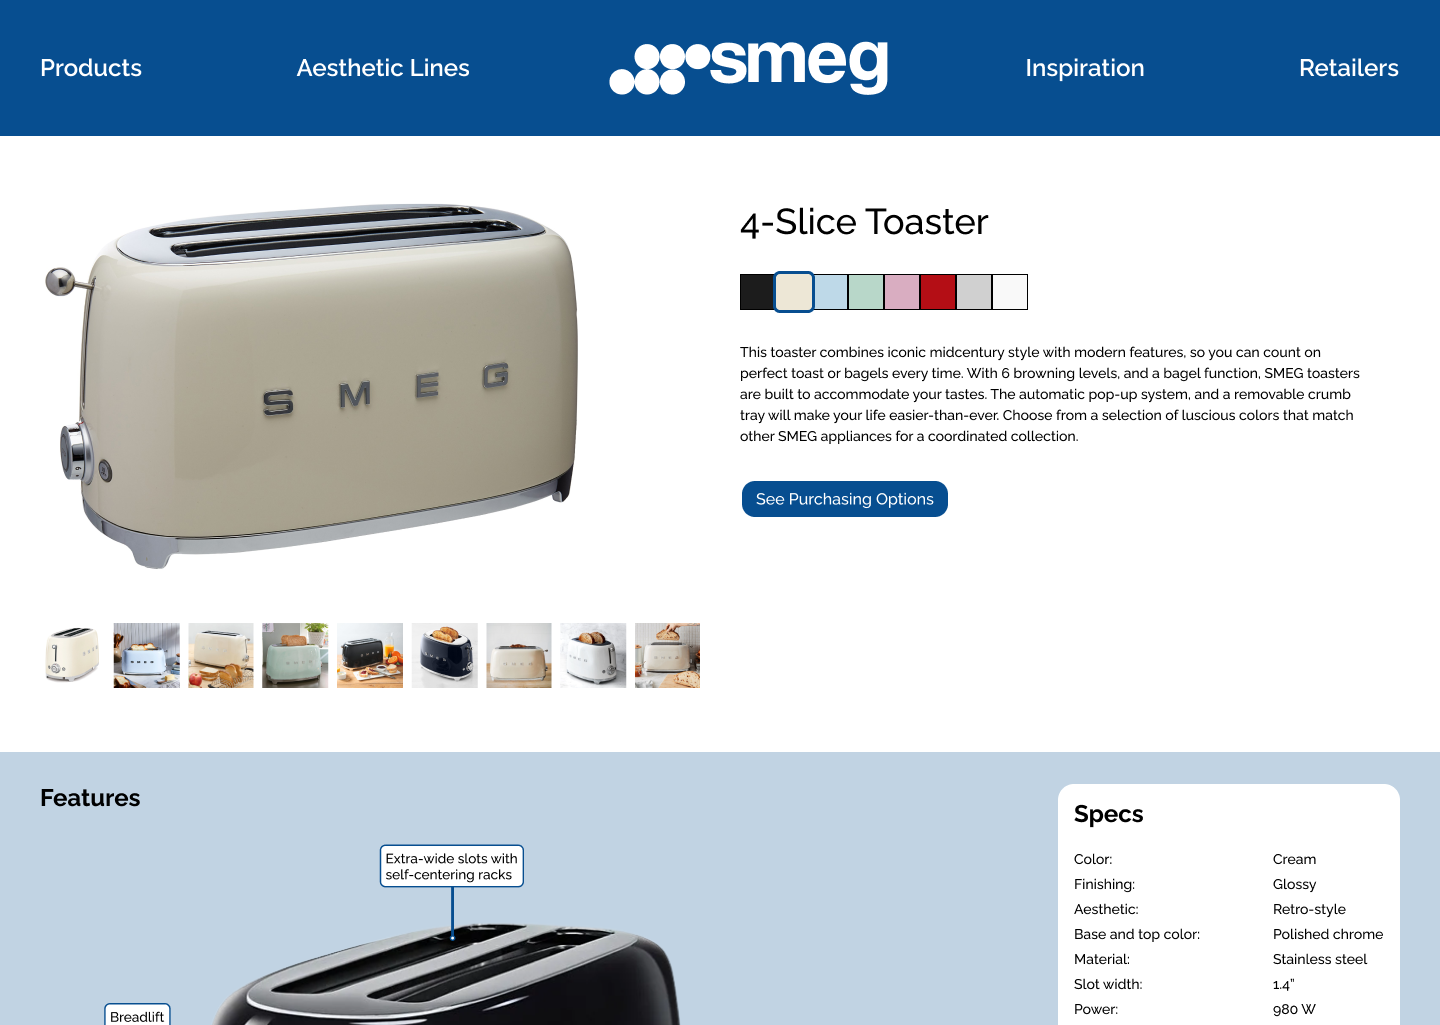 Products
Aesthetic Lines
smeg
Inspiration
Retailers
SMEG
4-Slice Toaster
This toaster combines iconic midcentury style with modern features, so you can count on
perfect toast or bagels every time. With 6 browning levels, and a bagel function, SMEG toasters
are built to accommodate your tastes. The automatic pop-up system, and a removable crumb
tray will make your life easier-than-ever. Choose from a selection of luscious colors that match
other SMEG appliances for a coordinated collection.
See Purchasing Options
Features
Extra-wide slots with
self-centering racks
Breadlift
Specs
Color: Cream
Finishing: Glossy
Aesthetic: Retro-style
Base and top color: Polished chrome
Material: Stainless steel
Slot width: 1.4”
Power: 980 W